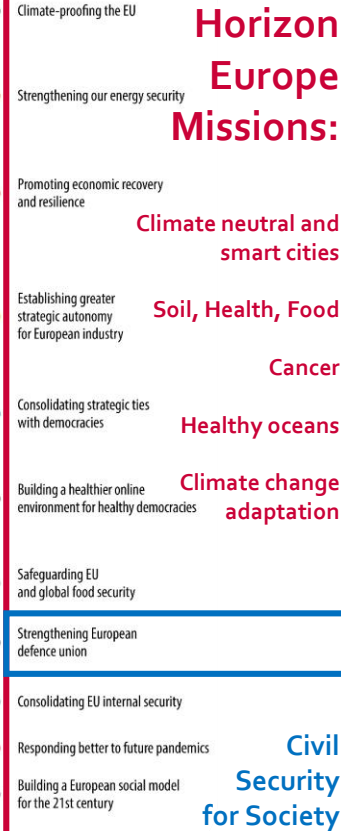 Climate-proofing the EU
Strengthening our energy security
Promoting economic recovery
and resilience
Establishing greater
strategic autonomy
for European industry
Consolidating strategic ties
with democracies
Building a healthier online
environment for healthy democracies
Safeguarding EU
and global food security
Strengthening European
defence union
Consolidating EU internal security
Responding better to future pandemics
Building a European social model
for the 21st century
Horizon
Europe
Missions:
Climate neutral and
smart cities
Soil, Health, Food
Cancer
Healthy oceans
Climate change
adaptation
Civil
Security
for Society